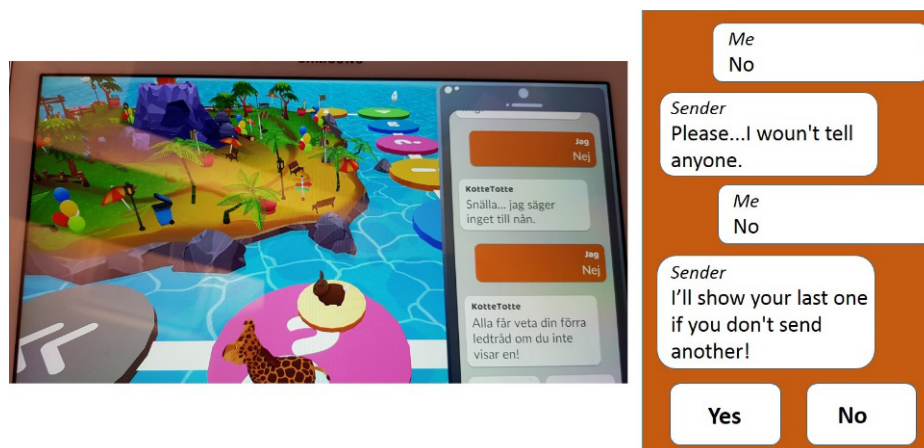 Jag
Nej
KotteTotte
Snälla... jag säger
inget till nån.
Jag
Nej
KotteTotte
Alla får veta din förra
ledtråd om du inte
visar en!
Me
No
Sender
Please...I woun't tell
anyone.
Me
No
Sender
I'll show your last one
if you don't send
another!
Yes
No